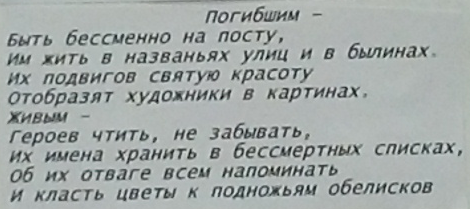 Погибшим –
Быть бессменно на посту,
Им жить в названьях улиц и в былинах.
Их подвигов святую красоту
Отобразят художники в картинах.
Живым –
Героев чтить, не забывать,
Их имена хранить в бессмертных списках,
Об их отваге всем напоминать
И класть цветы к подножьям обелисков